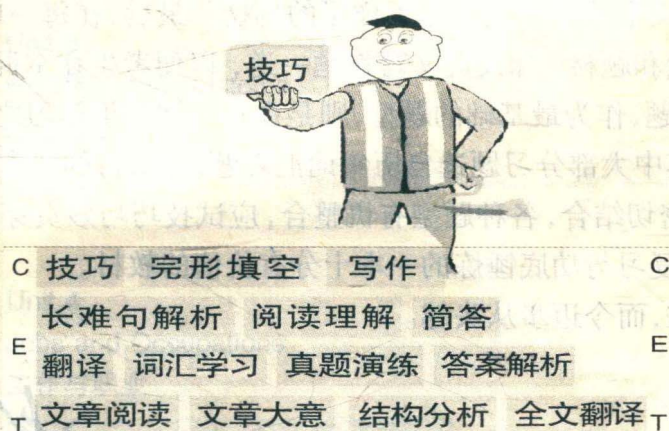 技巧
C 技巧 完形填空 写作 C
长难句解析 阅读理解 简答
E 翻译 词汇学习 真题演练 答案解析 E
T 文章阅读 文章大意 结构分析 全文翻译 T